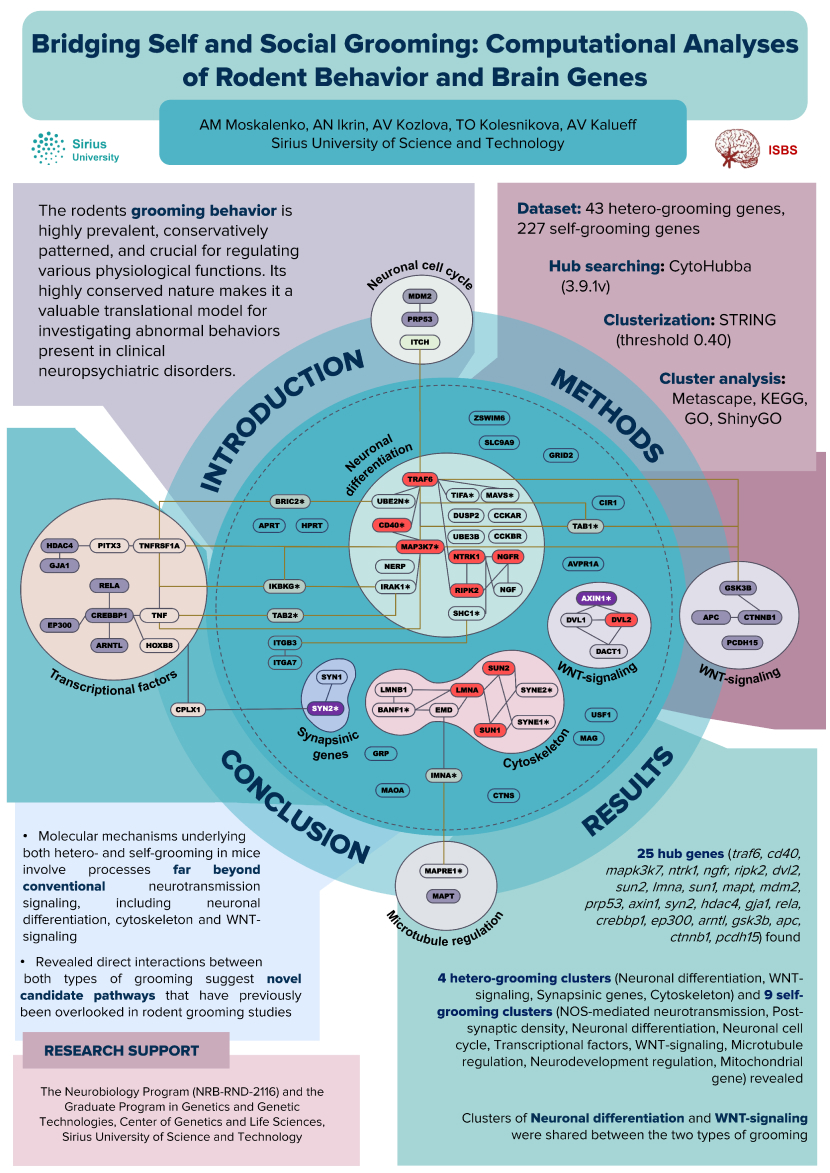 Bridging Self and Social Grooming: Computational Analyses
of Rodent Behavior and Brain Genes
AM Moskalenko, AN Ikrin, AV Kozlova, TO Kolesnikova, AV Kalueff
Sirius University of Science and Technology
Sirius
University
ISBS
The rodents grooming behavior is
highly prevalent, conservatively
patterned, and crucial for regulating
various physiological functions. Its
highly conserved nature makes it a
valuable translational model for
investigating abnormal behaviors
present in clinical
neuropsychiatric disorders.
Dataset: 43 hetero-grooming genes,
227 self-grooming genes
Hub searching: CytoHubba
(3.9.1v)
Clusterization: STRING
(threshold 0.40)
Cluster analysis:
Metascape, KEGG,
GO, ShinyGO
INTRODUCTION
METHODS
Neuronal cell cycle
MDM2
PRP53
ITCH
ZSWIM6
SLC9A9
GRID2
Neuronal
differentiation
TRAF6
UBE2N*
TIFA*
MAVS*
CD40*
DUSP2
CCKAR
UBE3B
CCKBR
MAP3K7*
NTRK1
NGFR
NERP
IRAK1*
RIPK2
NGF
SHC1*
BRIC2*
APRT
HPRT
IKBKG*
TAB2*
ITGB3
ITGA7
CIR1
TAB1*
AVPR1A
HDAC4
PITX3
TNFRSF1A
GJA1
RELA
EP300
CREBBP1
TNF
ARNTL
HOXB8
Transcriptional factors
CPLX1
AXIN1*
DVL1
DVL2
DACT1
WNT-signaling
GSK3B
APC
CTNNB1
PCDH15
WNT-signaling
SYN1
SYN2*
Synapsinic
genes
LMNB1
LMNA
SUN2
BANF1*
EMD
SUN1
SYNE2*
SYNE1*
Cytoskeleton
USF1
MAG
GRP
IMNA*
MAOA
CTNS
MAPRE1*
MAPT
Microtubule regulation
CONCLUSION
RESULTS
• Molecular mechanisms underlying
both hetero- and self-grooming in mice
involve processes far beyond
conventional neurotransmission
signaling, including neuronal
differentiation, cytoskeleton and WNT-
signaling
• Revealed direct interactions between
both types of grooming suggest novel
candidate pathways that have previously
been overlooked in rodent grooming studies
RESEARCH SUPPORT
The Neurobiology Program (NRB-RND-2116) and the
Graduate Program in Genetics and Genetic
Technologies, Center of Genetics and Life Sciences,
Sirius University of Science and Technology
25 hub genes (traf6, cd40,
mapk3k7, ntrk1, ngfr, ripk2, dvl2,
sun2, lmna, sun1, mapt, mdm2,
prp53, axin1, syn2, hdac4, gja1, rela,
crebbp1, ep300, arntl, gsk3b, apc,
ctnnb1, pcdh15) found
4 hetero-grooming clusters (Neuronal differentiation, WNT-
signaling, Synapsinic genes, Cytoskeleton) and 9 self-
grooming clusters (NOS-mediated neurotransmission, Post-
synaptic density, Neuronal differentiation, Neuronal cell
cycle, Transcriptional factors, WNT-signaling, Microtubule
regulation, Neurodevelopment regulation, Mitochondrial
gene) revealed
Clusters of Neuronal differentiation and WNT-signaling
were shared between the two types of grooming